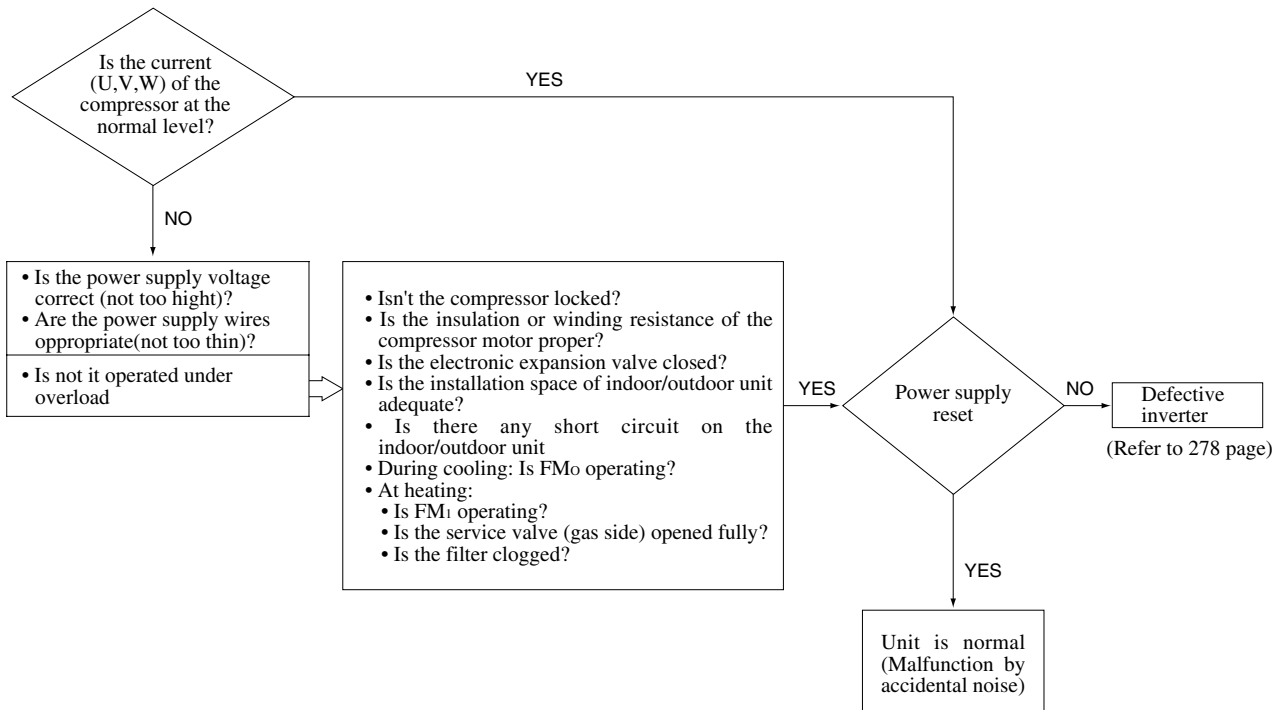 Is the current
(U,V,W) of the
compressor at the
normal level?
YES
NO
• Is the power supply voltage
correct (not too hight)?
• Are the power supply wires
oppropriate(not too thin)?
• Is not it operated under
overload
• Isn't the compressor locked?
• Is the insulation or winding resistance of the
compressor motor proper?
• Is the electronic expansion valve closed?
• Is the installation space of indoor/outdoor unit
adequate?
• Is there any short circuit on the
indoor/outdoor unit
• During cooling: Is FMO operating?
• At heating:
• Is FM1 operating?
• Is the service valve (gas side) opened fully?
• Is the filter clogged?
YES
Power supply
reset
NO
Defective
inverter
(Refer to 278 page)
YES
Unit is normal
(Malfunction by
accidental noise)